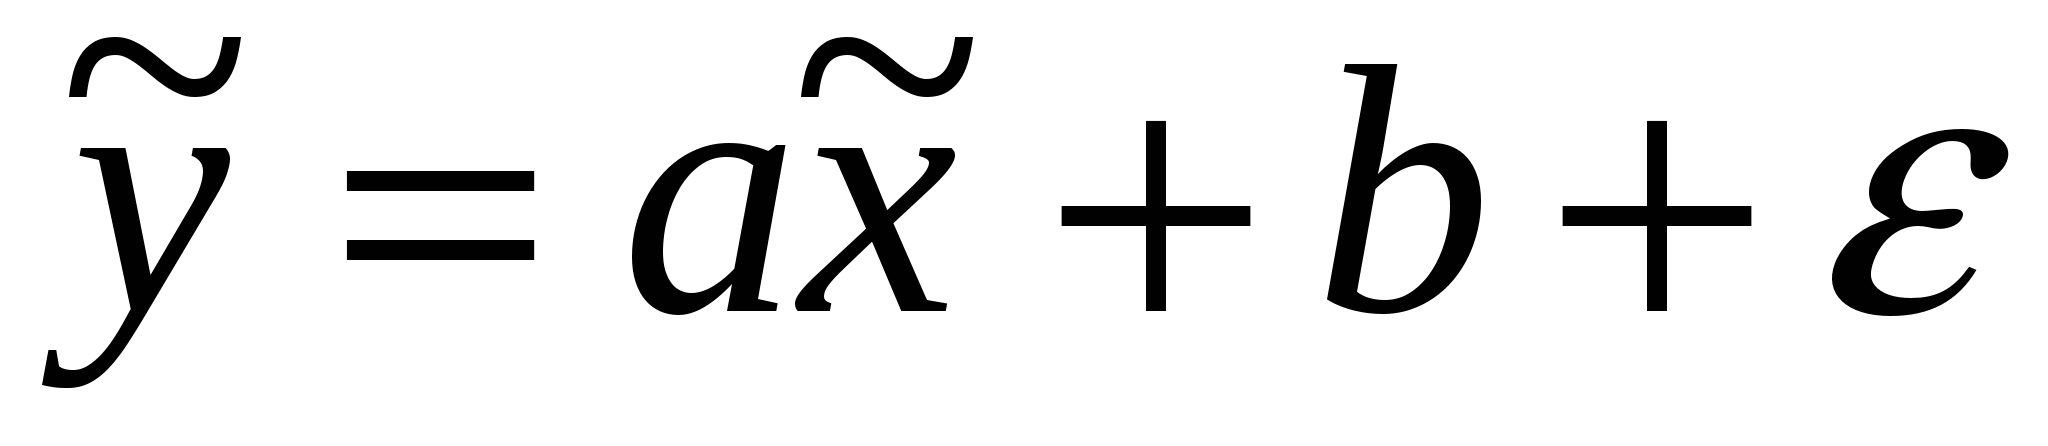 ỹ = ax̃ + b + ε